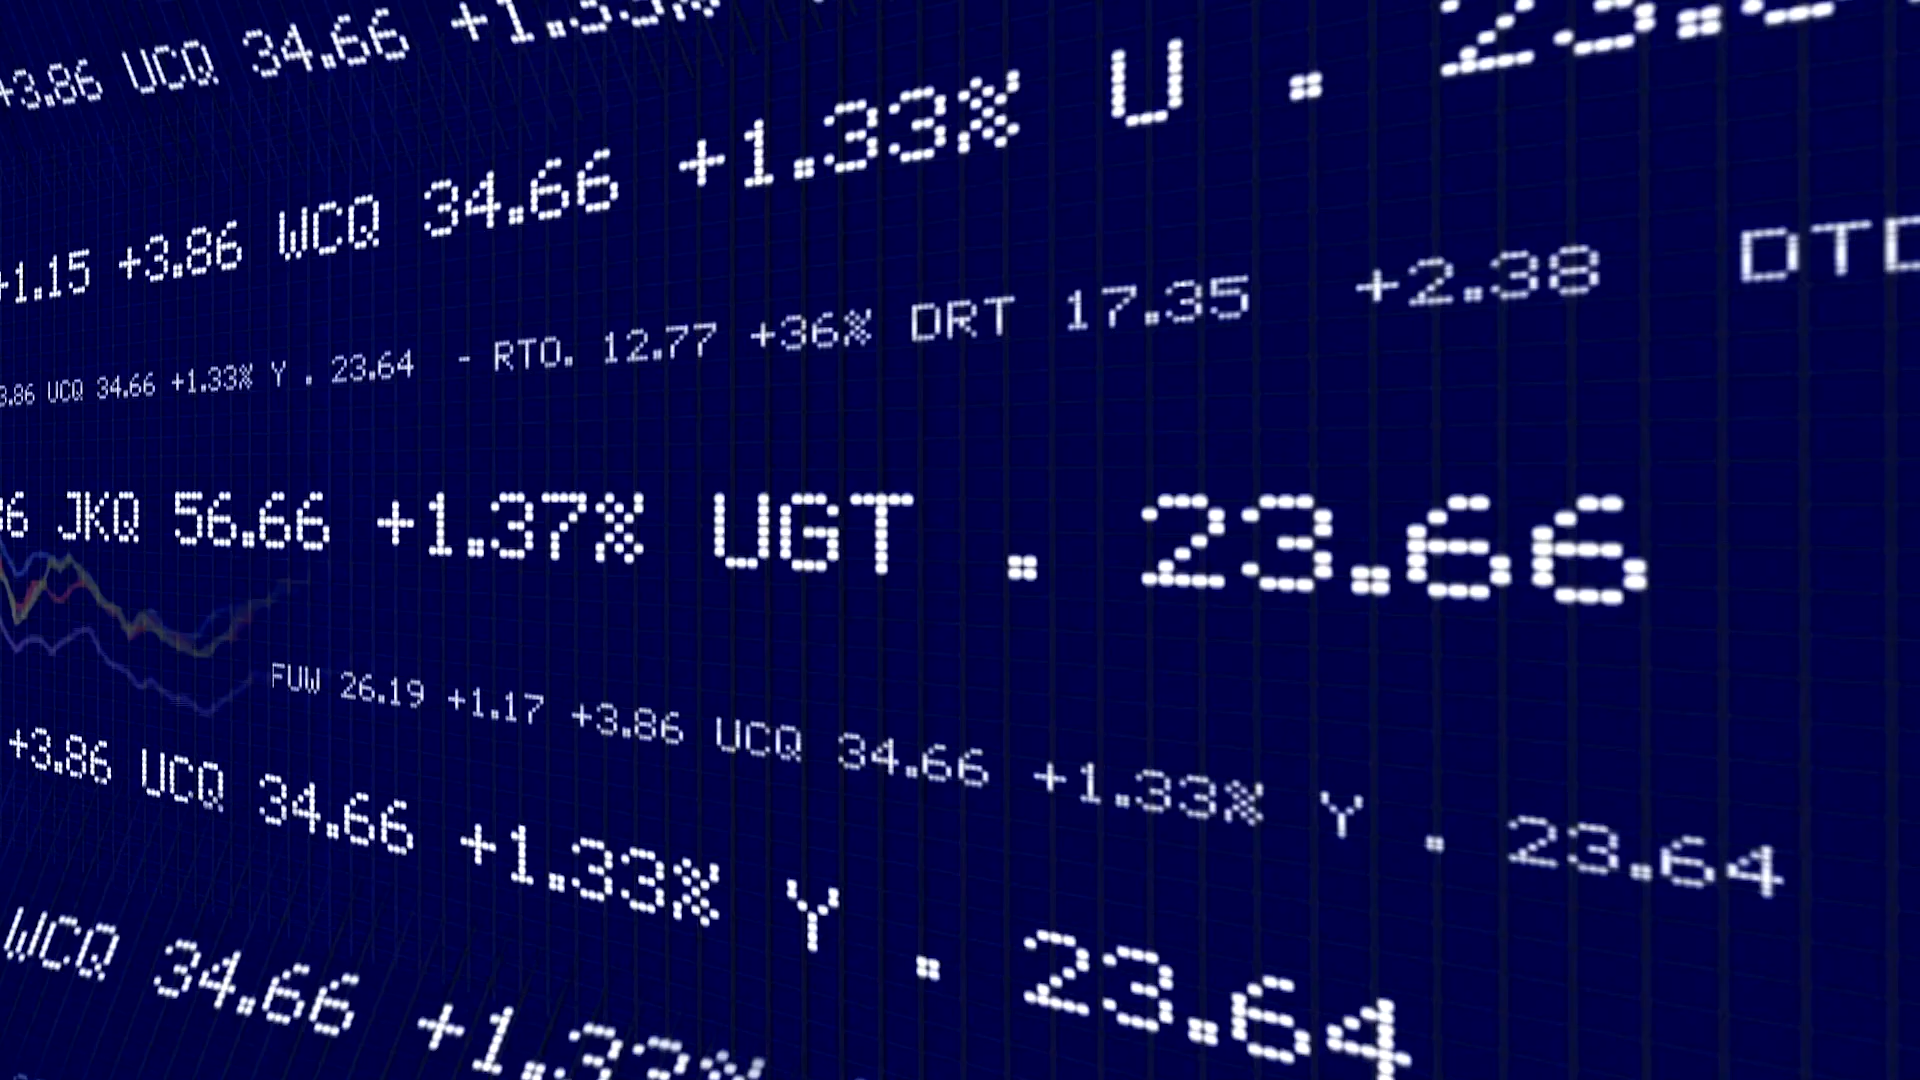 +3.86 UCQ 34.66 +1.33%
+1.15 +3.86 WCQ 34.66 +1.33% U .
3.86 UCQ 34.66 +1.33% Y . 23.64 - RTO. 12.77 +36% DRT 17.35 +2.38
6 JKQ 56.66 +1.37% UGT . 23.66
FUW 26.19 +1.17 +3.86 UCQ 34.66 +1.33% Y . 23.64
+3.86 UCQ 34.66 +1.33% Y . 23.64
WCQ 34.66 +1.33%